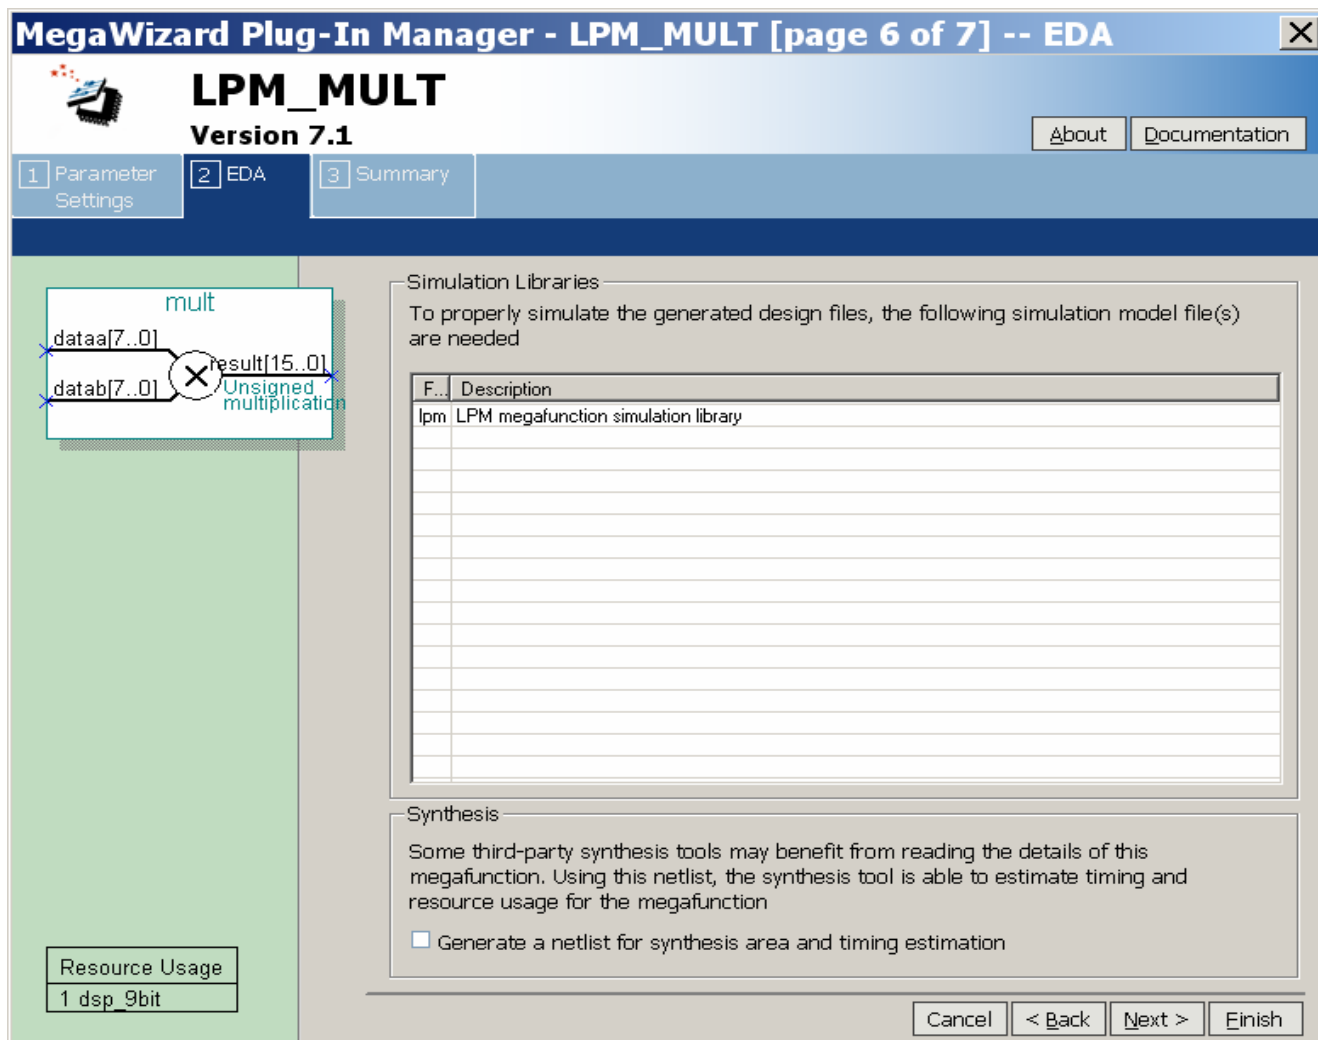 MegaWizard Plug-In Manager - LPM_MULT [page 6 of 7] -- EDA
LPM_MULT
Version 7.1
About
Documentation
1 Parameter
Settings
2 EDA
3 Summary
mult
dataa[7..0]
result[15..0]
datab[7..0]
Unsigned
multiplication
Simulation Libraries
To properly simulate the generated design files, the following simulation model file(s)
are needed
F... Description
lpm LPM megafunction simulation library
Synthesis
Some third-party synthesis tools may benefit from reading the details of this
megafunction. Using this netlist, the synthesis tool is able to estimate timing and
resource usage for the megafunction
Generate a netlist for synthesis area and timing estimation
Resource Usage
1 dsp_9bit
Cancel
< Back
Next >
Finish